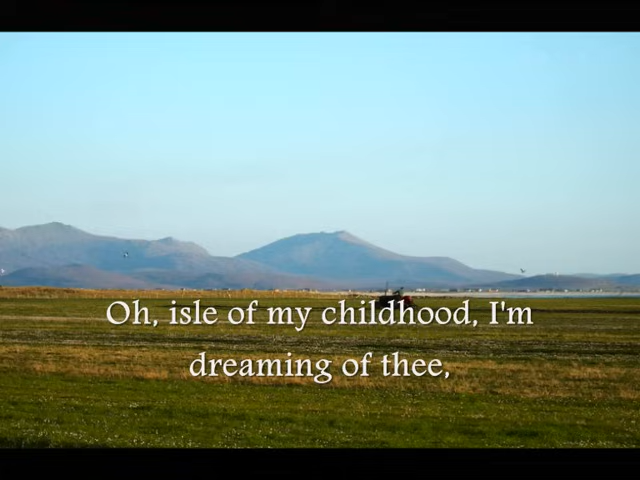 Oh, isle of my childhood, I'm
dreaming of thee,